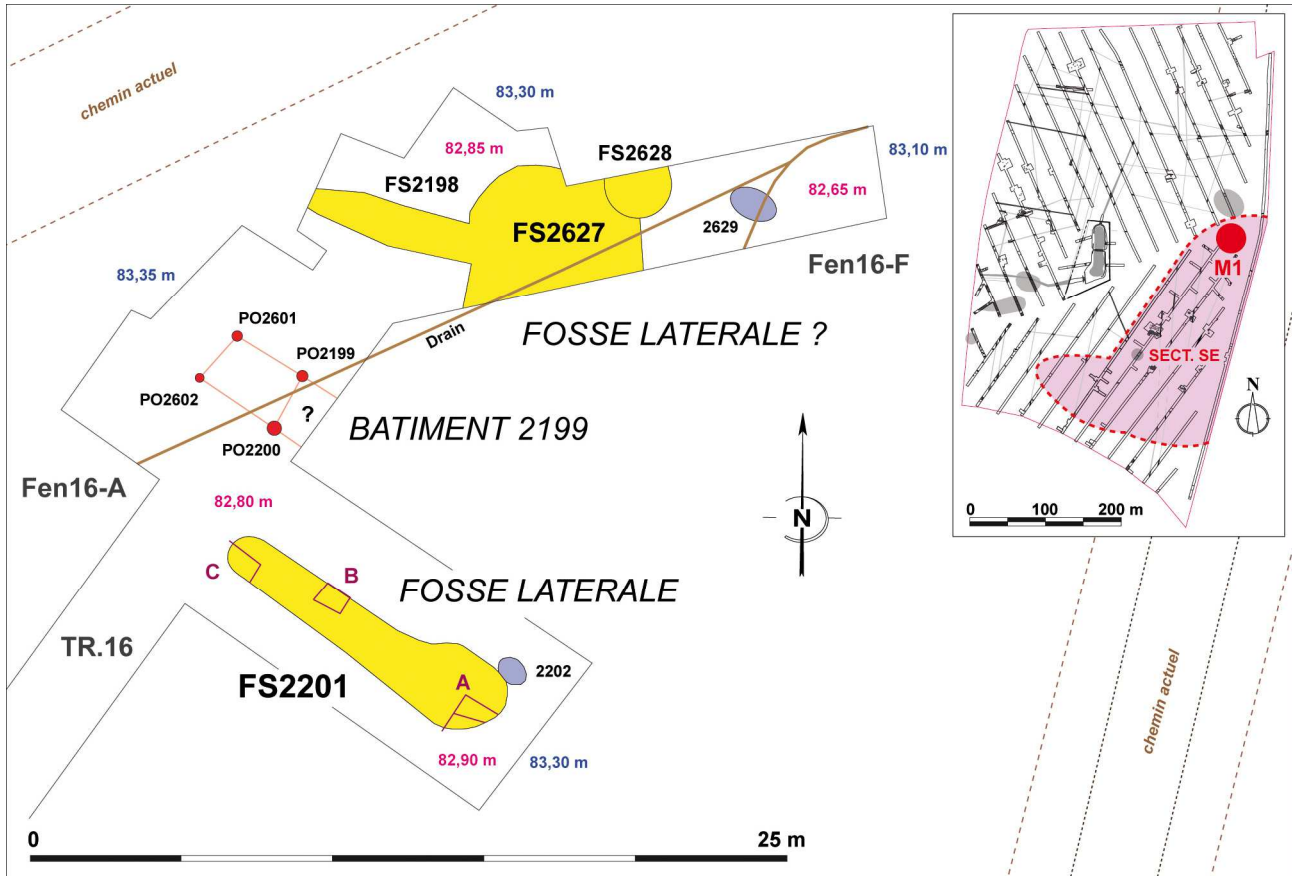 chemin actuel
83,30 m
82,85 m
FS2628
83,10 m
FS2198
82,65 m
FS2627
2629
Fen16-F
83,35 m
PO2601
Drain
FOSSE LATERALE ?
PO2199
PO2602
?
BATIMENT 2199
PO2200
Fen16-A
82,80 m
N
C
B
FOSSE LATERALE
TR.16
FS2201
A
2202
82,90 m
83,30 m
0
25 m
M1
SECT. SE
N
0
100
200 m
chemin actuel